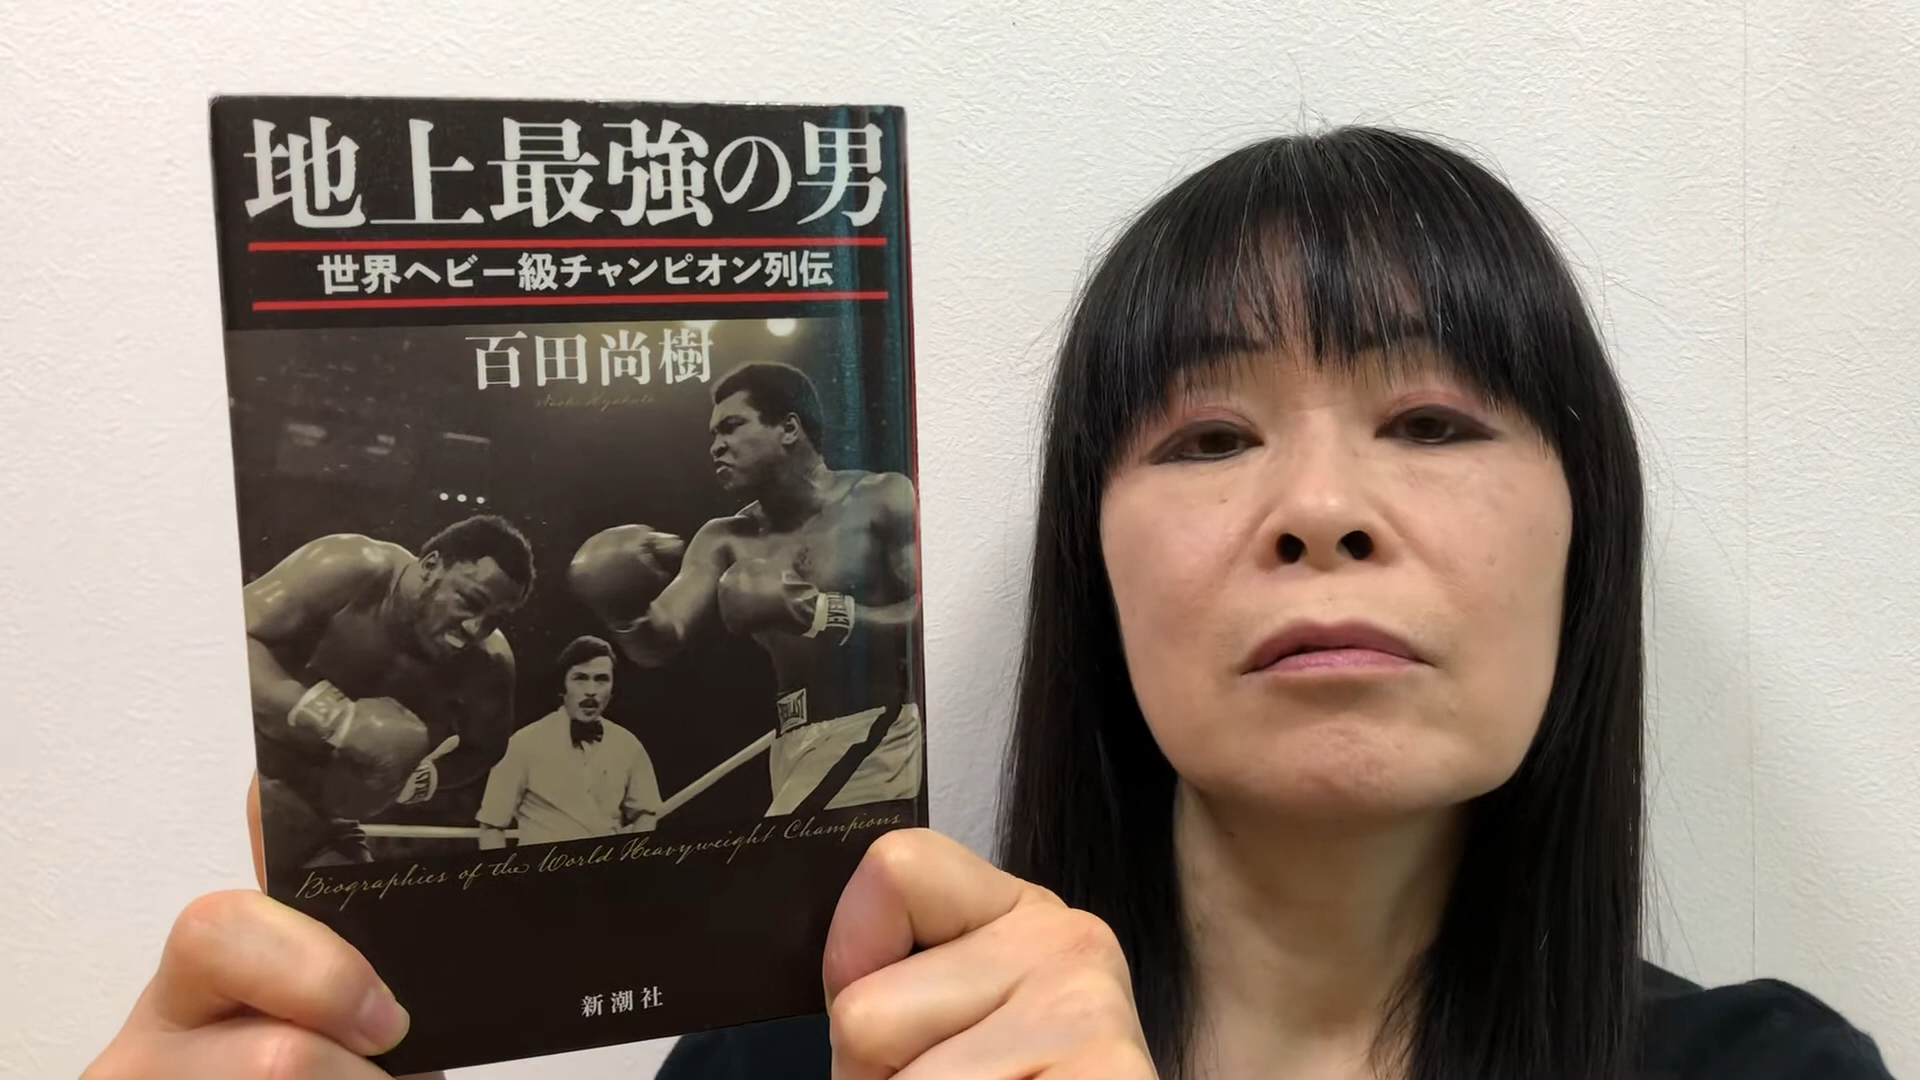 地上最強の男
世界ヘビー級チャンピオン列伝
百田尚樹
Naoki Hyakuta
Biographies of the World Heavyweight Champions
新潮社